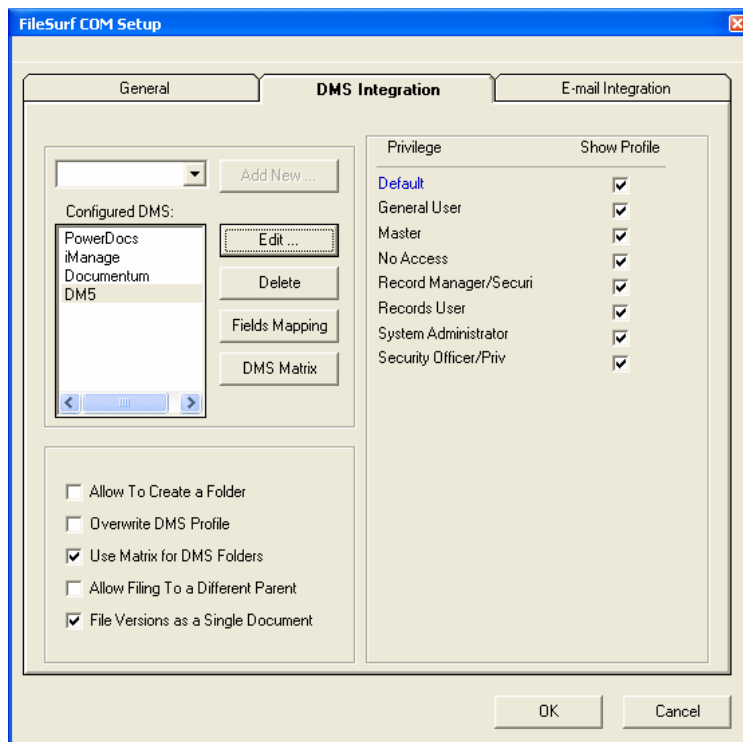 FileSurf COM Setup
General
DMS Integration
E-mail Integration
Add New ...
Configured DMS:
PowerDocs
iManage
Documentum
DM5
Edit ...
Delete
Fields Mapping
DMS Matrix
Allow To Create a Folder
Overwrite DMS Profile
Use Matrix for DMS Folders
Allow Filing To a Different Parent
File Versions as a Single Document
Privilege Show Profile
Default
General User
Master
No Access
Record Manager/Securi
Records User
System Administrator
Security Officer/Priv
OK
Cancel